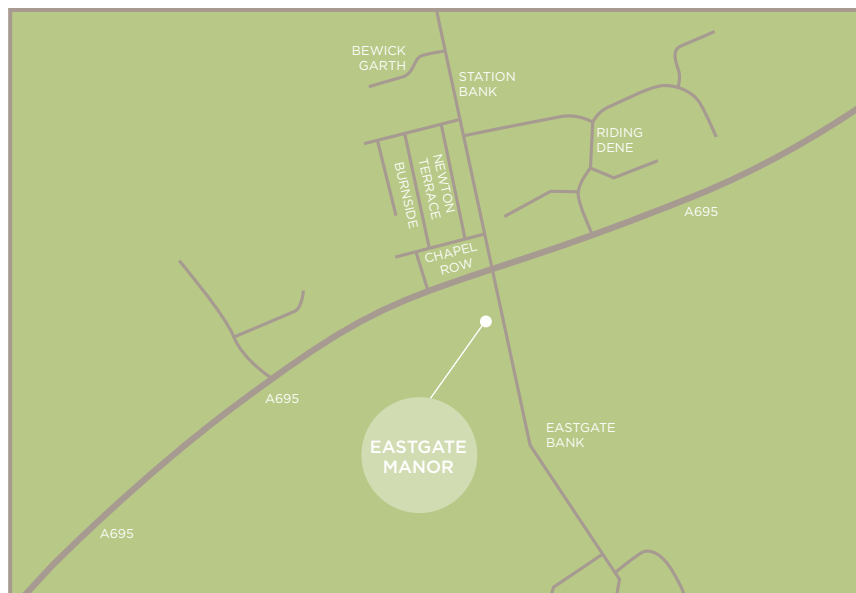 BEWICK
GARTH
STATION
BANK
RIDING
DENE
NEWTON
TERRACE
BURNSIDE
A695
CHAPEL
ROW
A695
EASTGATE
BANK
EASTGATE
MANOR
A695